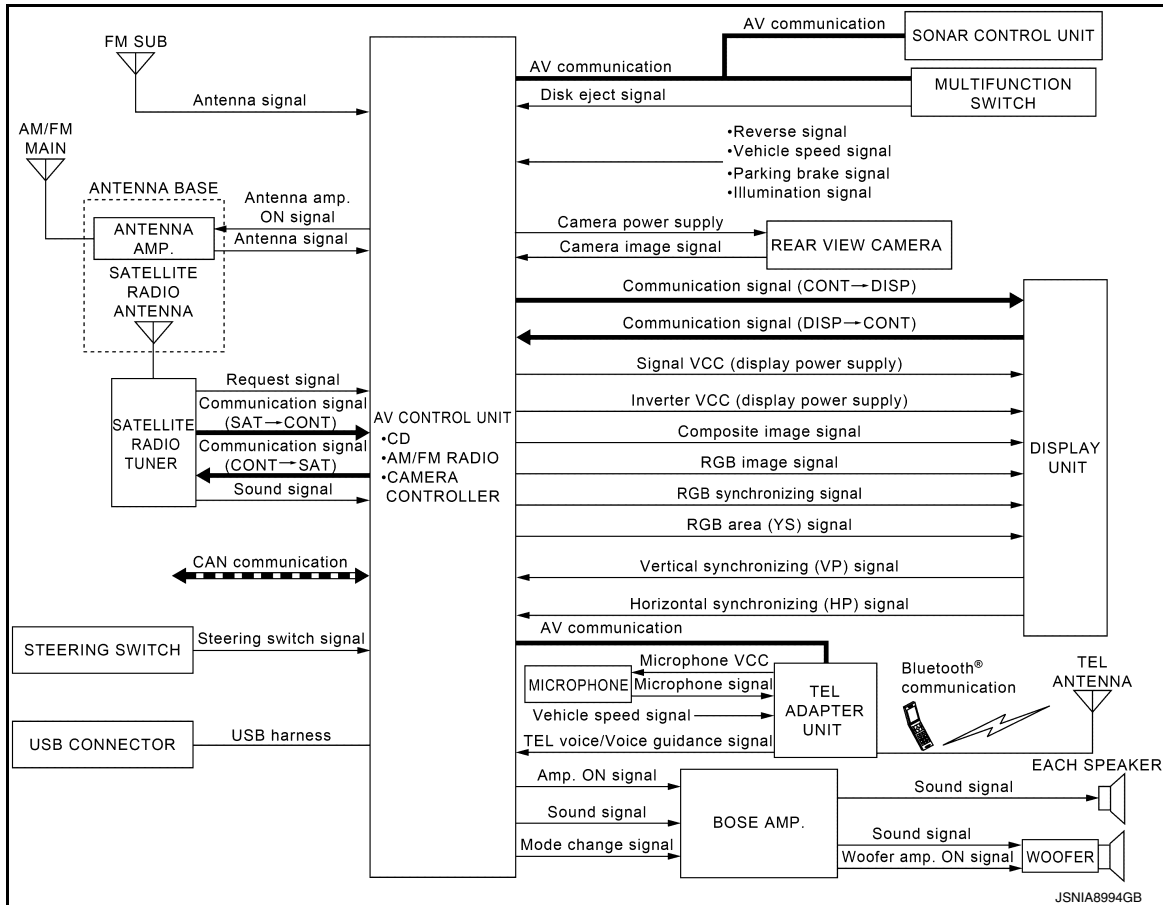 FM SUB
Antenna signal
AM/FM
MAIN
ANTENNA BASE
ANTENNA
AMP.
Antenna amp.
ON signal
Antenna signal
SATELLITE
RADIO
ANTENNA
SATELLITE
RADIO
TUNER
Request signal
Communication signal
(SAT→CONT)
Communication signal
(CONT→SAT)
Sound signal
CAN communication
STEERING SWITCH
Steering switch signal
USB CONNECTOR
USB harness
AV CONTROL UNIT
•CD
•AM/FM RADIO
•CAMERA
CONTROLLER
AV communication
SONAR CONTROL UNIT
AV communication
MULTIFUNCTION
SWITCH
Disk eject signal
•Reverse signal
•Vehicle speed signal
•Parking brake signal
•Illumination signal
Camera power supply
Camera image signal
REAR VIEW CAMERA
Communication signal (CONT→DISP)
Communication signal (DISP→CONT)
Signal VCC (display power supply)
Inverter VCC (display power supply)
Composite image signal
RGB image signal
RGB synchronizing signal
RGB area (YS) signal
Vertical synchronizing (VP) signal
Horizontal synchronizing (HP) signal
DISPLAY
UNIT
AV communication
Microphone VCC
MICROPHONE
Microphone signal
Vehicle speed signal
TEL voice/Voice guidance signal
TEL
ADAPTER
UNIT
Bluetooth®
communication
TEL
ANTENNA
Amp. ON signal
Sound signal
Mode change signal
BOSE AMP.
EACH SPEAKER
Sound signal
Sound signal
Woofer amp. ON signal
WOOFER
JSNIA8994GB